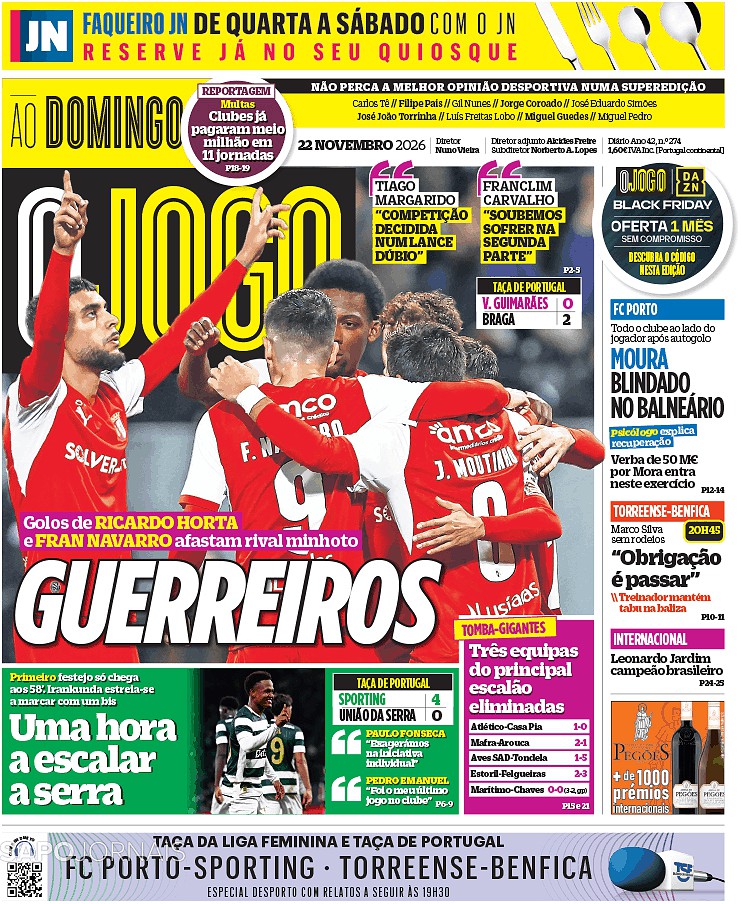 JN
FAQUEIRO JN DE QUARTA A SÁBADO COM O JN
RESERVE JÁ NO SEU QUIOSQUE
AO DOMINGO
REPORTAGEM
Multas
Clubes já
pagaram meio
milhão em
11 jornadas
P18-19
NÃO PERCA A MELHOR OPINIÃO DESPORTIVA NUMA SUPEREDIÇÃO
Carlos Tê // Filipe Pais // Gil Nunes // Jorge Coroado // José Eduardo Simões
José João Torrinha // Luís Freitas Lobo // Miguel Guedes // Miguel Pedro
22 NOVEMBRO 2026
Diretor
Nuno Vieira
Diretor adjunto Alcides Freire
Subdiretor Norberto A. Lopes
Diário Ano 42, n.º 274
1,60€ IVA Inc. (Portugal continental)
O JOGO
TIAGO
MARGARIDO
"COMPETIÇÃO
DECIDIDA
NUM LANCE
DÚBIO"
FRANCLIM
CARVALHO
"SOUBEMOS
SOFRER NA
SEGUNDA
PARTE"
P2-5
TAÇA DE PORTUGAL
V. GUIMARÃES 0
BRAGA 2
O JOGO DAZN
BLACK FRIDAY
OFERTA 1 MÊS
SEM COMPROMISSO
DESCUBRA O CÓDIGO
NESTA EDIÇÃO
FC PORTO
Todo o clube ao lado do
jogador após autogolo
MOURA
BLINDADO
NO BALNEÁRIO
Psicólogo explica
recuperação
Verba de 50 M€
por Mora entra
neste exercício
P12-14
TORREENSE-BENFICA
Marco Silva
sem rodeios
20H45
"Obrigação
é passar"
\\ Treinador mantém
tabu na baliza
P10-11
INTERNACIONAL
Leonardo Jardim
campeão brasileiro
P24-25
SOLVER
9
J. MOUTINHO
8
Golos de RICARDO HORTA
e FRAN NAVARRO afastam rival minhoto
GUERREIROS
Primeiro festejo só chega
aos 58'. Irankunda estreia-se
a marcar com um bis
Uma hora
a escalar
a serra
TAÇA DE PORTUGAL
SPORTING 4
UNIÃO DA SERRA 0
PAULO FONSECA
"Exagerámos
na iniciativa
individual"
PEDRO EMANUEL
"Foi o meu último
jogo no clube"
P6-9
TOMBA-GIGANTES
Três equipas
do principal
escalão
eliminadas
Atlético-Casa Pia 1-0
Mafra-Arouca 2-1
Aves SAD-Tondela 1-5
Estoril-Felgueiras 2-3
Marítimo-Chaves 0-0 (3-2, gp)
P15 e 21
PEGÕES
+ de 1000
prémios
internacionais
SAPO JORNAIS
TAÇA DA LIGA FEMININA E TAÇA DE PORTUGAL
FC PORTO-SPORTING · TORREENSE-BENFICA
ESPECIAL DESPORTO COM RELATOS A SEGUIR ÀS 19H30
TSF